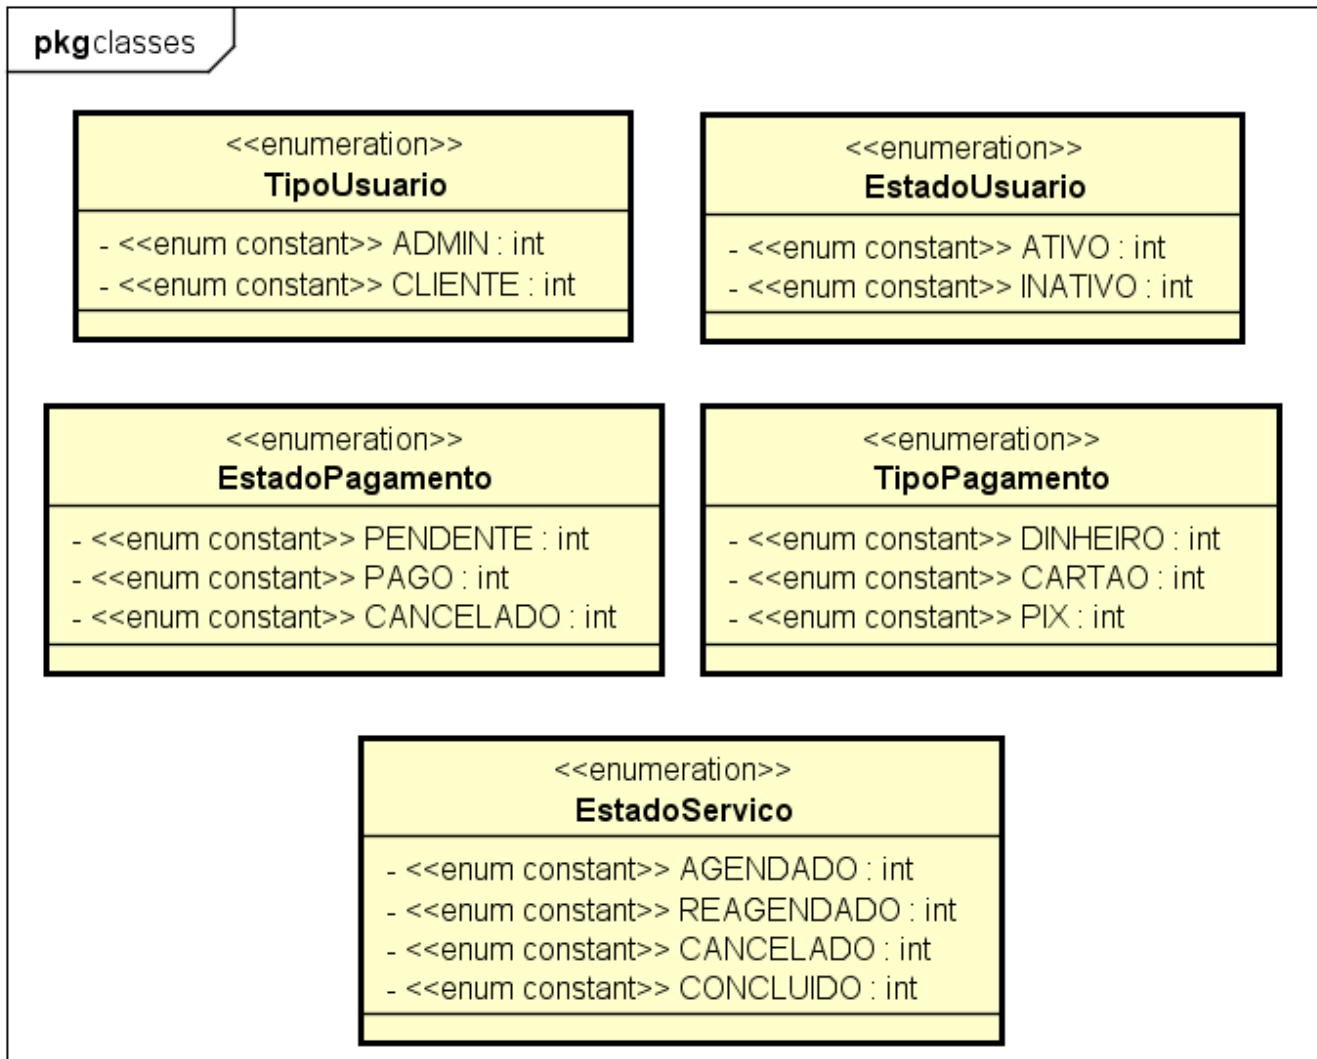 pkg classes
<<enumeration>>
TipoUsuario
- <<enum constant>> ADMIN : int
- <<enum constant>> CLIENTE : int
<<enumeration>>
EstadoUsuario
- <<enum constant>> ATIVO : int
- <<enum constant>> INATIVO : int
<<enumeration>>
EstadoPagamento
- <<enum constant>> PENDENTE : int
- <<enum constant>> PAGO : int
- <<enum constant>> CANCELADO : int
<<enumeration>>
TipoPagamento
- <<enum constant>> DINHEIRO : int
- <<enum constant>> CARTAO : int
- <<enum constant>> PIX : int
<<enumeration>>
EstadoServico
- <<enum constant>> AGENDADO : int
- <<enum constant>> REAGENDADO : int
- <<enum constant>> CANCELADO : int
- <<enum constant>> CONCLUIDO : int